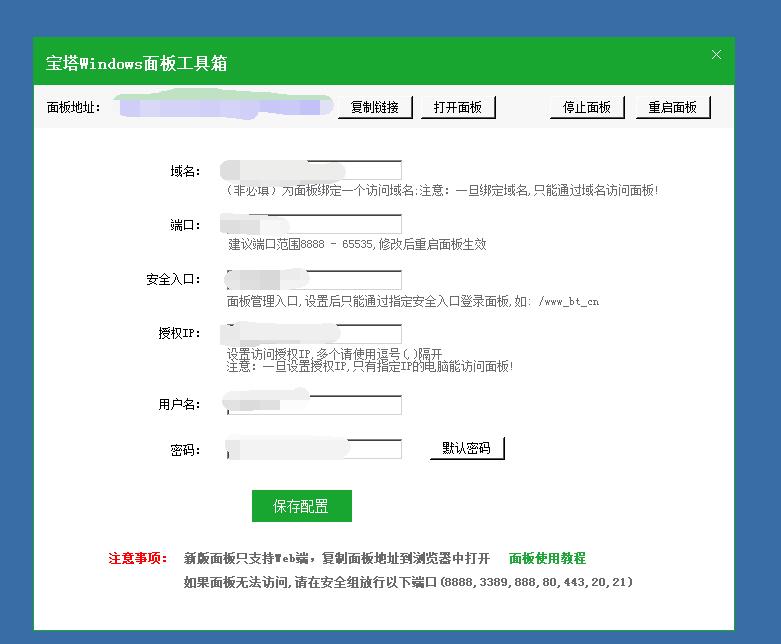 宝塔Windows面板工具箱
面板地址： 复制链接 打开面板 停止面板 重启面板
域名：
(非必填) 为面板绑定一个访问域名;注意: 一旦绑定域名,只能通过域名访问面板!
端口：
建议端口范围8888 - 65535,修改后重启面板生效
安全入口：
面板管理入口,设置后只能通过指定安全入口登录面板,如: /www_bt_cn
授权IP：
设置访问授权IP,多个请使用逗号(,)隔开
注意: 一旦设置授权IP,只有指定IP的电脑能访问面板!
用户名：
密码： 默认密码
保存配置
注意事项： 新版面板只支持Web端，复制面板地址到浏览器中打开 面板使用教程
如果面板无法访问,请在安全组放行以下端口(8888,3389,888,80,443,20,21)